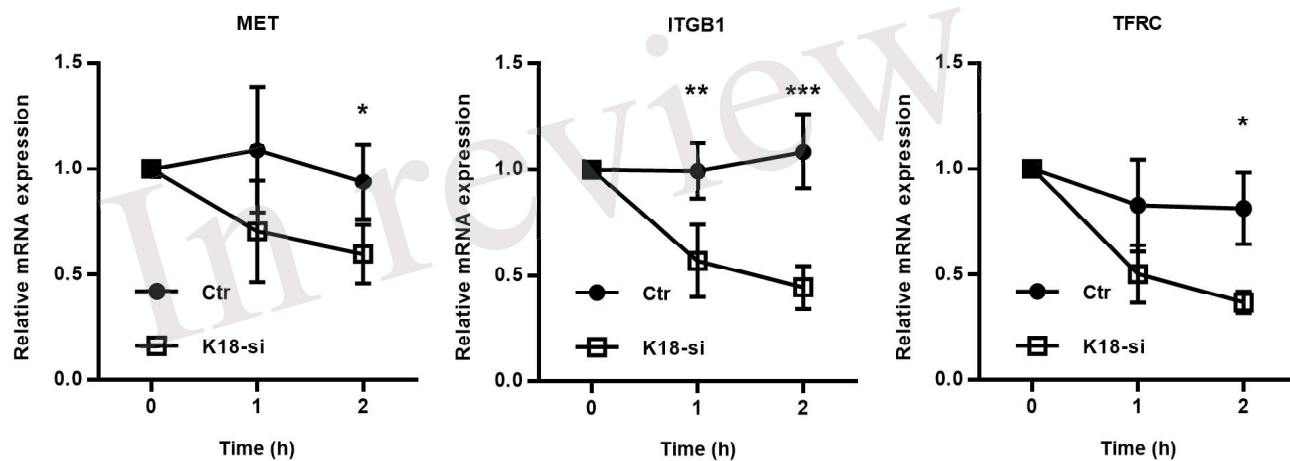 MET
Relative mRNA expression
1.5
*
1.0
0.5
Ctr
K18-si
0.0
0 1 2
Time (h)
ITGB1
Relative mRNA expression
1.5
** ***
1.0
0.5
Ctr
K18-si
0.0
0 1 2
Time (h)
TFRC
Relative mRNA expression
1.5
*
1.0
0.5
Ctr
K18-si
0.0
0 1 2
Time (h)
In review